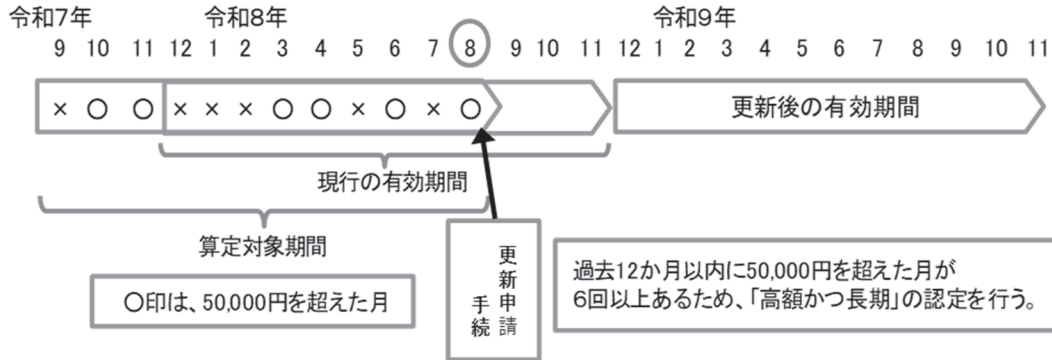 令和7年 令和8年 令和9年
9 10 11 12 1 2 3 4 5 6 7 8 9 10 11 12 1 2 3 4 5 6 7 8 9 10 11
× 〇 〇 × × × 〇 〇 × 〇 × 〇 更新後の有効期間
現行の有効期間
算定対象期間
更新申請
手続
〇印は、50,000円を超えた月
過去12か月以内に50,000円を超えた月が
6回以上あるため、「高額かつ長期」の認定を行う。